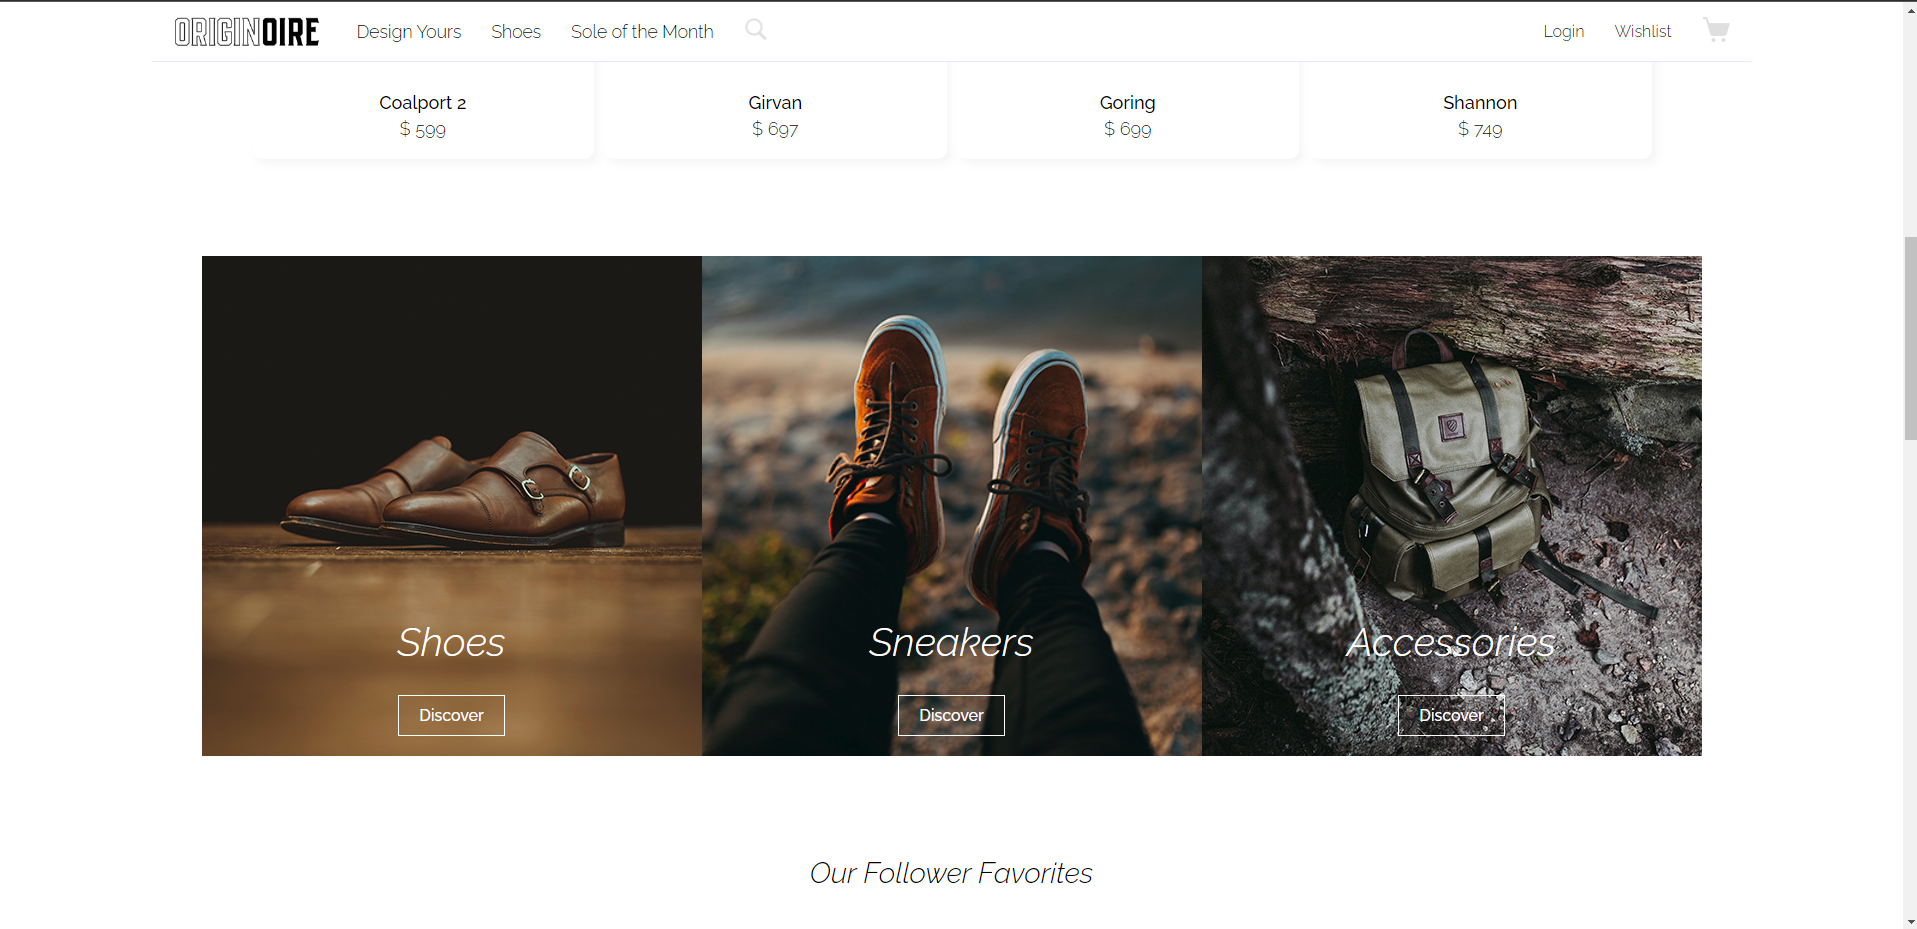 ORIGINOIRE Design Yours Shoes Sole of the Month Login Wishlist
Coalport 2 Girvan Goring Shannon
$ 599 $ 697 $ 699 $ 749
Shoes Sneakers Accessories
Discover Discover Discover
Our Follower Favorites